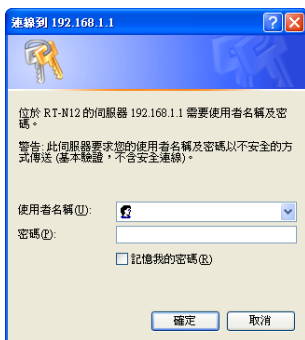 連線到 192.168.1.1
位於 RT-N12 的伺服器 192.168.1.1 需要使用者名稱及密
碼。
警告: 此伺服器要求您的使用者名稱及密碼以不安全的方
式傳送 (基本驗證，不含安全連線)。
使用者名稱(U):
密碼(P):
記憶我的密碼(R)
確定 取消